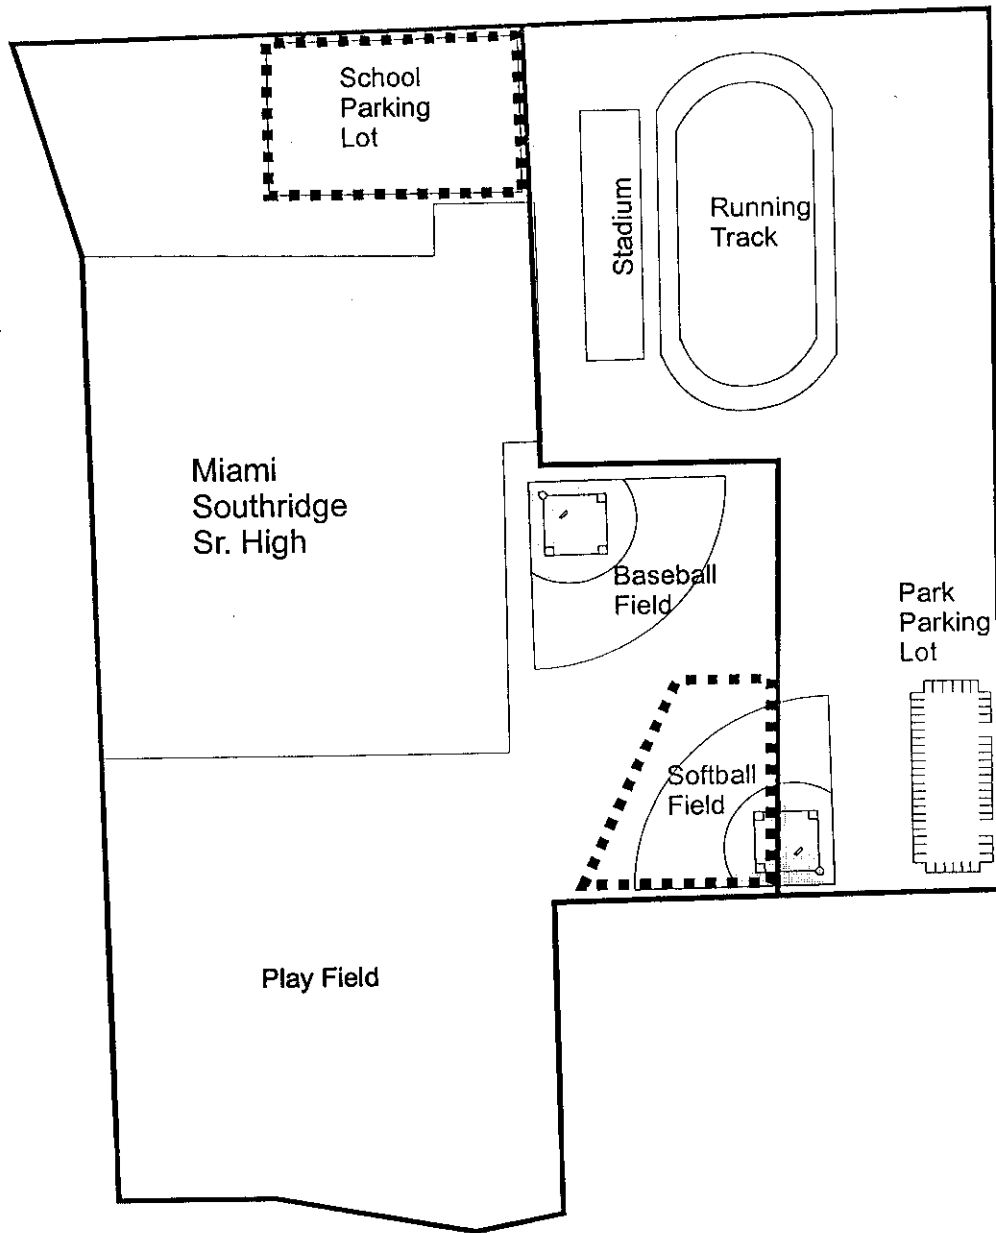 School
Parking
Lot
Stadium
Running
Track
Miami
Southridge
Sr. High
Baseball
Field
Park
Parking
Lot
Softball
Field
Play Field